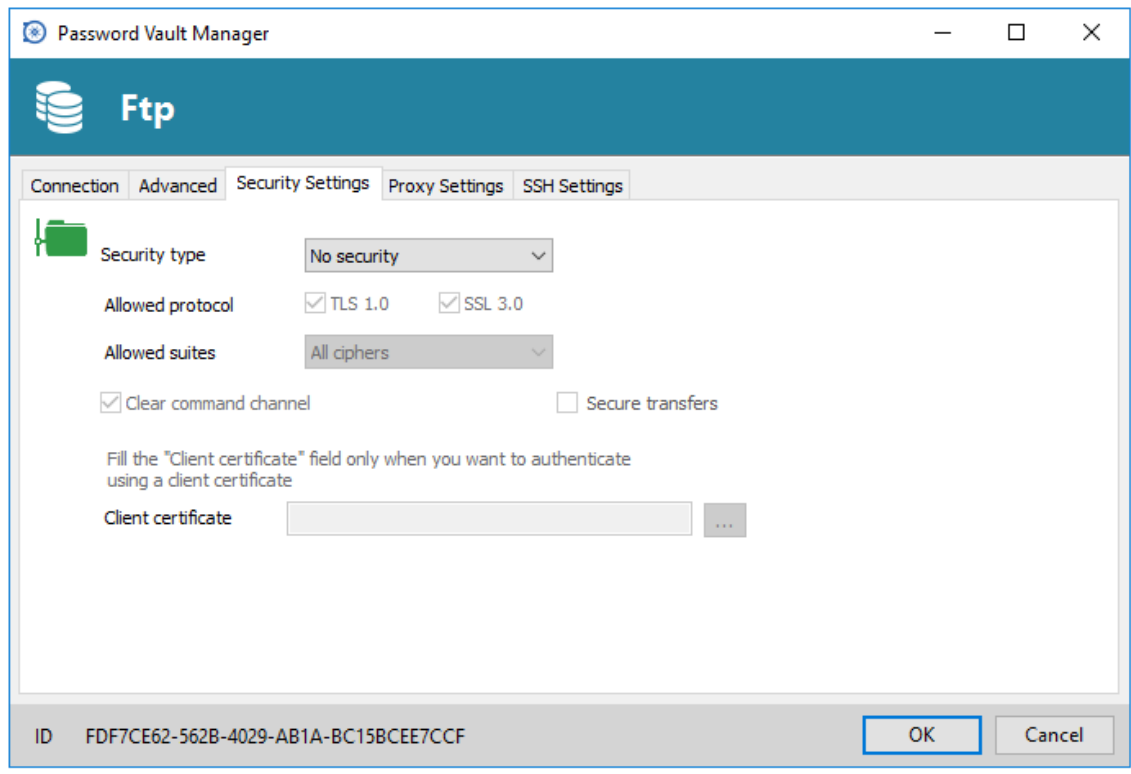 Password Vault Manager
Ftp
Connection Advanced Security Settings Proxy Settings SSH Settings
Security type No security
Allowed protocol TLS 1.0 SSL 3.0
Allowed suites All ciphers
Clear command channel Secure transfers
Fill the "Client certificate" field only when you want to authenticate
using a client certificate
Client certificate ...
ID FDF7CE62-562B-4029-AB1A-BC15BCEE7CCF OK Cancel